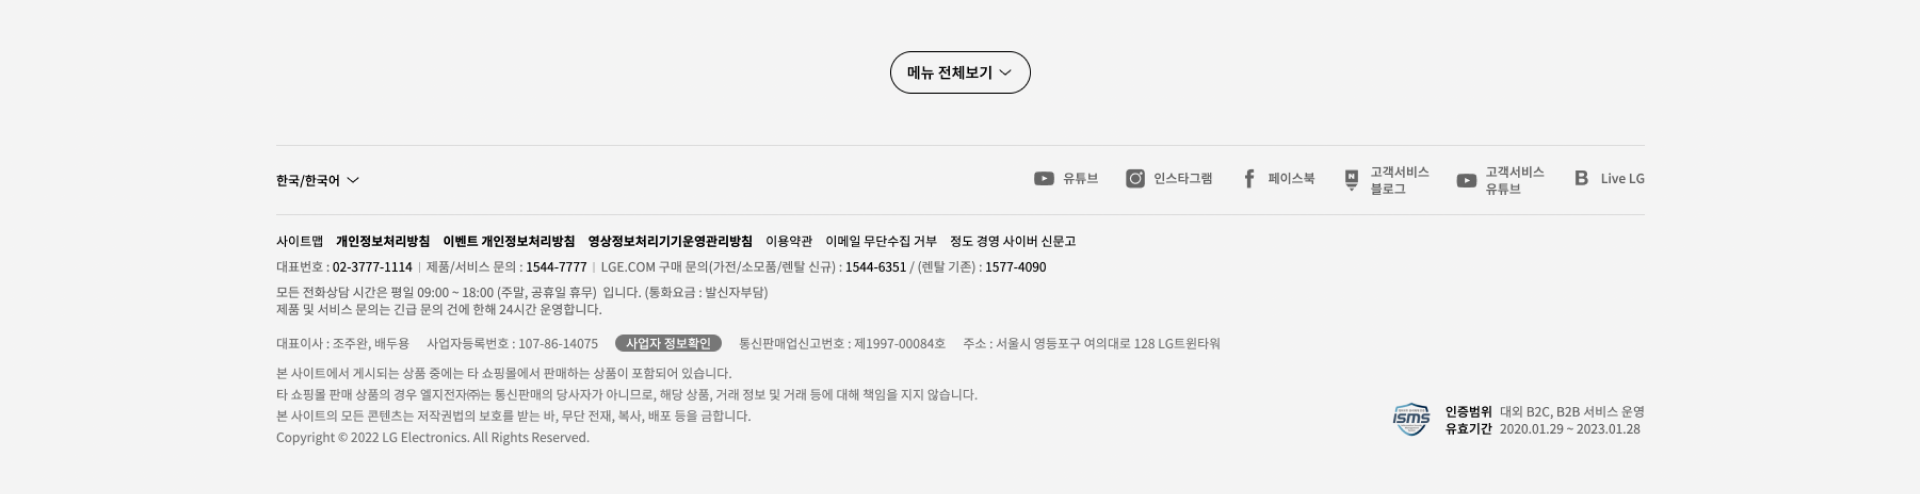 메뉴 전체보기
한국/한국어
유튜브
인스타그램
페이스북
고객서비스
블로그
고객서비스
유튜브
Live LG
사이트맵 개인정보처리방침 이벤트 개인정보처리방침 영상정보처리기기운영관리방침 이용약관 이메일 무단수집 거부 정도 경영 사이버 신문고
대표번호 : 02-3777-1114 | 제품/서비스 문의 : 1544-7777 | LGE.COM 구매 문의(가전/소모품/렌탈 신규) : 1544-6351 / (렌탈 기존) : 1577-4090
모든 전화상담 시간은 평일 09:00 ~ 18:00 (주말, 공휴일 휴무) 입니다. (통화요금 : 발신자부담)
제품 및 서비스 문의는 긴급 문의 건에 한해 24시간 운영합니다.
대표이사 : 조주완, 배두용 사업자등록번호 : 107-86-14075 사업자 정보확인 통신판매업신고번호 : 제1997-00084호 주소 : 서울시 영등포구 여의대로 128 LG트윈타워
본 사이트에서 게시되는 상품 중에는 타 쇼핑몰에서 판매하는 상품이 포함되어 있습니다.
타 쇼핑몰 판매 상품의 경우 엘지전자㈜는 통신판매의 당사자가 아니므로, 해당 상품, 거래 정보 및 거래 등에 대해 책임을 지지 않습니다.
본 사이트의 모든 콘텐츠는 저작권법의 보호를 받는 바, 무단 전재, 복사, 배포 등을 금합니다.
Copyright © 2022 LG Electronics. All Rights Reserved.
ISMS
인증범위 대외 B2C, B2B 서비스 운영
유효기간 2020.01.29 ~ 2023.01.28